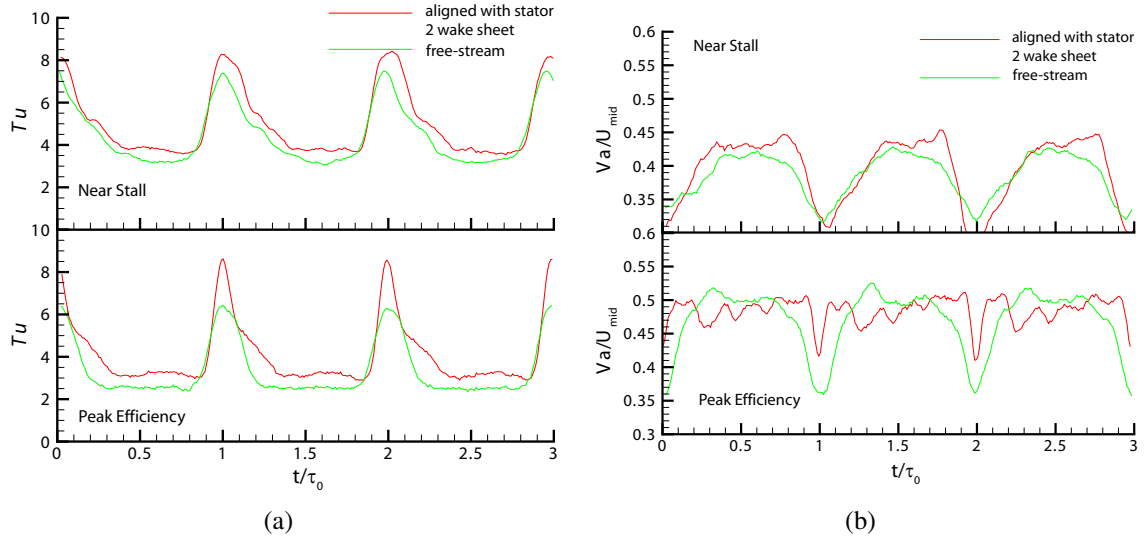 10
8
6
4
2
0
Tu
aligned with stator
2 wake sheet
free-stream
Near Stall
10
8
6
4
2
0
Tu
Peak Efficiency
0 0.5 1 1.5 2 2.5 3
t/τ0
(a)
0.6
0.55
0.5
0.45
0.4
0.35
Va/Umid
Near Stall
aligned with stator
2 wake sheet
free-stream
0.6
0.55
0.5
0.45
0.4
0.35
0.3
Va/Umid
Peak Efficiency
0 0.5 1 1.5 2 2.5 3
t/τ0
(b)